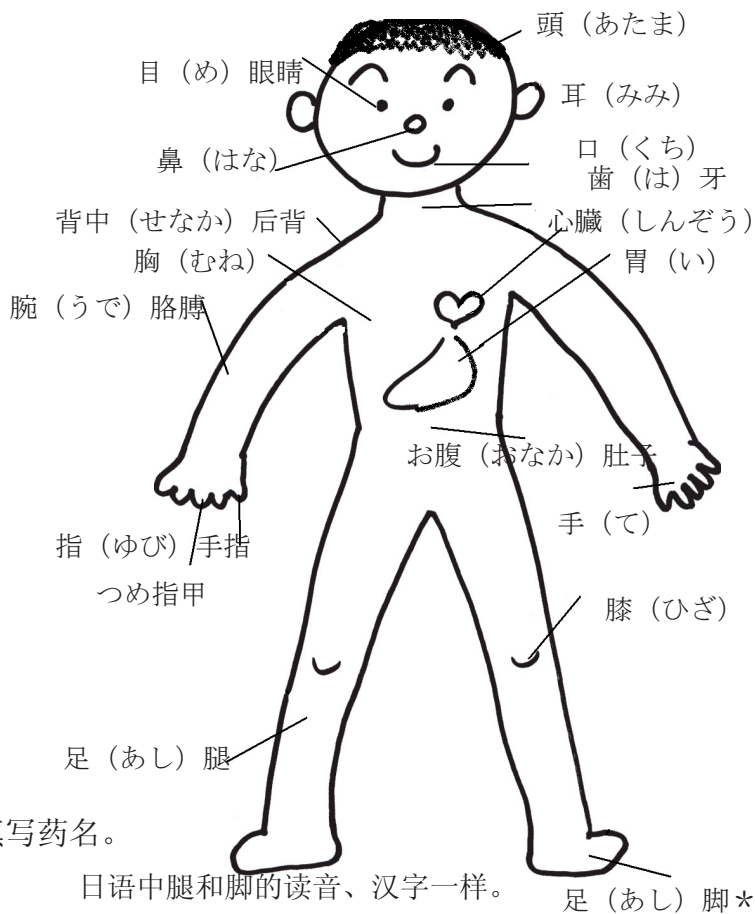 頭（あたま）
目（め）眼睛
耳（みみ）
鼻（はな）
口（くち）
歯（は）牙
背中（せなか）后背
心臓（しんぞう）
胸（むね）
胃（い）
腕（うで）胳膊
お腹（おなか）肚子
手（て）
指（ゆび）手指
つめ指甲
膝（ひざ）
足（あし）腿
写药名。
日语中腿和脚的读音、汉字一样。
足（あし）脚＊